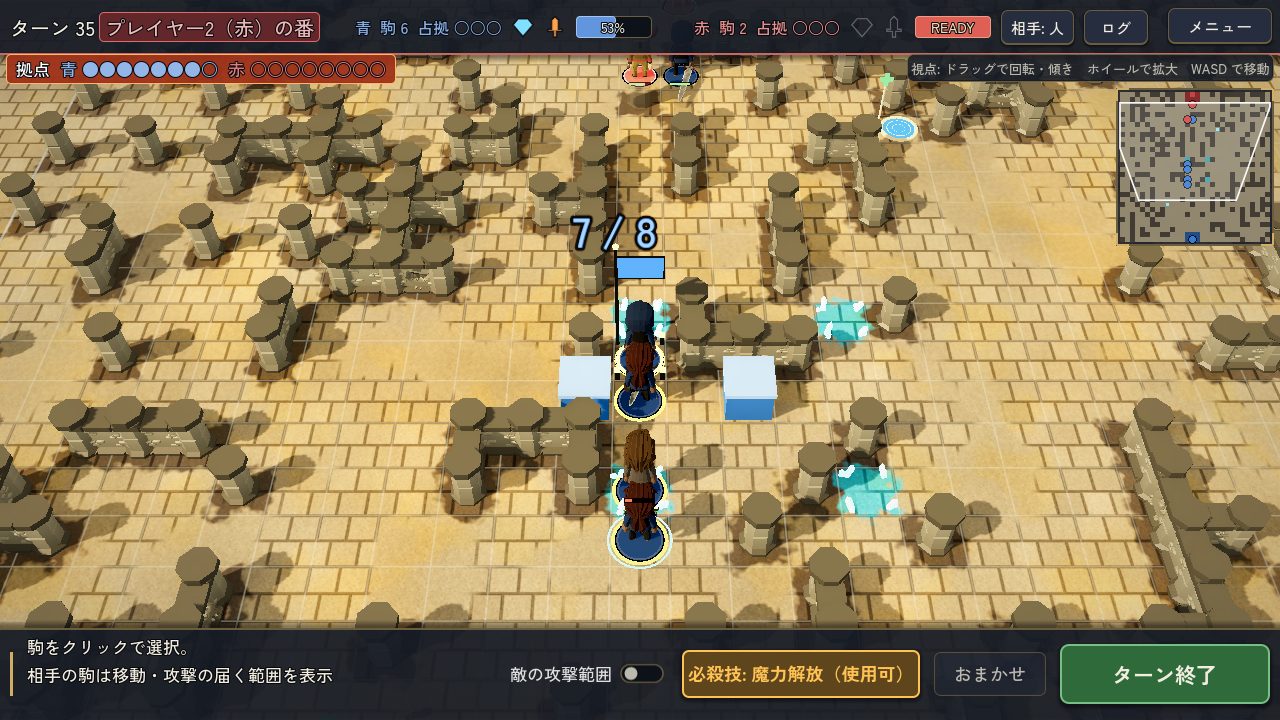 ターン 35 プレイヤー2（赤）の番
青 駒 6 占拠 〇〇〇 53%
赤 駒 2 占拠 〇〇〇 READY
相手: 人
ログ
メニュー
拠点 青 赤
視点: ドラッグで回転・傾き ホイールで拡大 WASD で移動
7 / 8
駒をクリックで選択。
相手の駒は移動・攻撃の届く範囲を表示
敵の攻撃範囲
必殺技: 魔力解放（使用可）
おまかせ
ターン終了